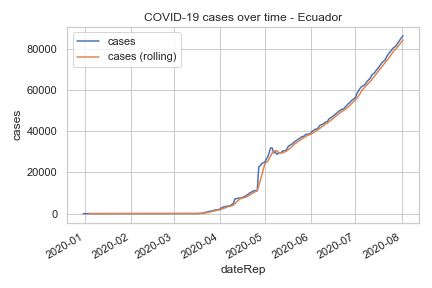 COVID-19 cases over time - Ecuador
cases
cases (rolling)
80000
60000
40000
20000
0
cases
2020-01
2020-02
2020-03
2020-04
2020-05
2020-06
2020-07
2020-08
dateRep